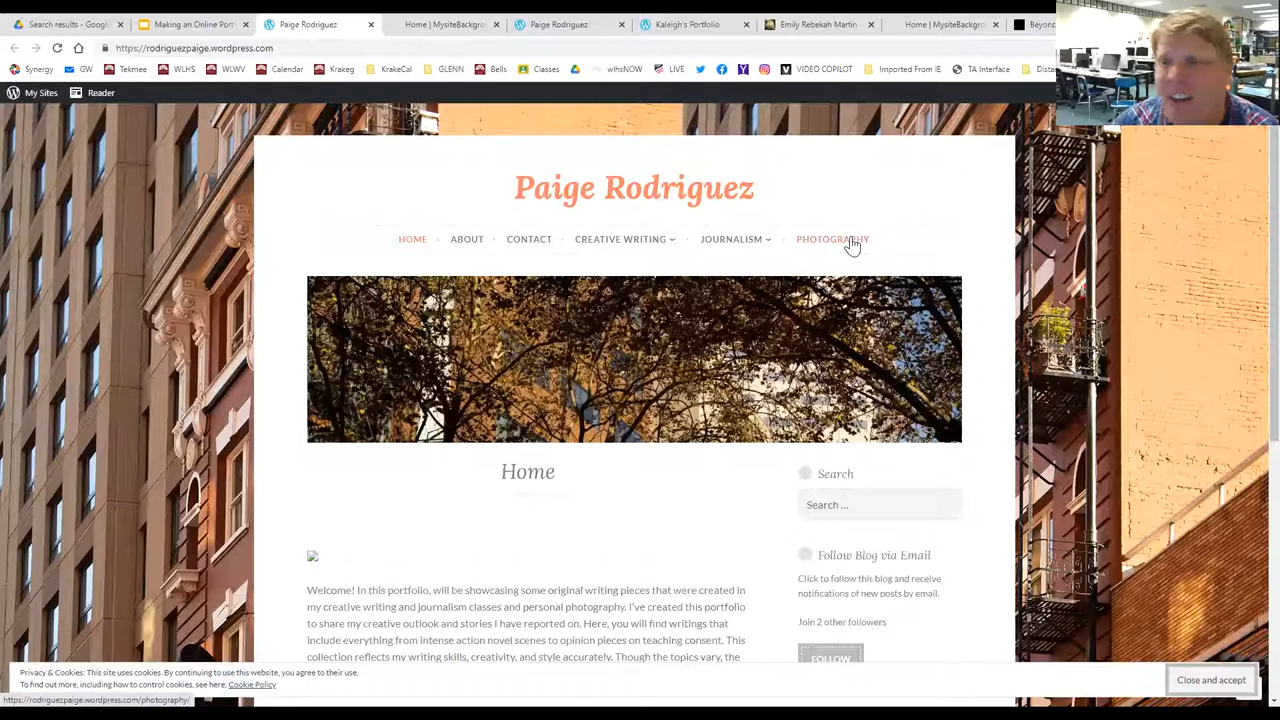 Search results - Goog
Making an Online Port
Paige Rodriguez
Home | MysiteBackgro
Paige Rodriguez
Kaleigh's Portfolio
Emily Rebekah Martin
Home | MysiteBackgro
Beyonc
https://rodriguezpaige.wordpress.com
Synergy
GW
Tekmee
WLHS
WLWV
Calendar
Krakeg
KrakeCal
GLENN
Bells
Classes
wlhsNOW
LIVE
VIDEO COPILOT
Imported From IE
TA Interface
Dista
My Sites
Reader
Paige Rodriguez
HOME
ABOUT
CONTACT
CREATIVE WRITING
JOURNALISM
PHOTOGRAPHY
Home
Search
Search ...
Follow Blog via Email
Click to follow this blog and receive
notifications of new posts by email.
Join 2 other followers
FOLLOW
Welcome! In this portfolio, will be showcasing some original writing pieces that were created in
my creative writing and journalism classes and personal photography. I've created this portfolio
to share my creative outlook and stories I have reported on. Here, you will find writings that
include everything from intense action novel scenes to opinion pieces on teaching consent. This
collection reflects my writing skills, creativity, and style accurately. Though the topics vary, the
Privacy & Cookies: This site uses cookies. By continuing to use this website, you agree to their use.
To find out more, including how to control cookies, see here: Cookie Policy
Close and accept
https://rodriguezpaige.wordpress.com/photography/